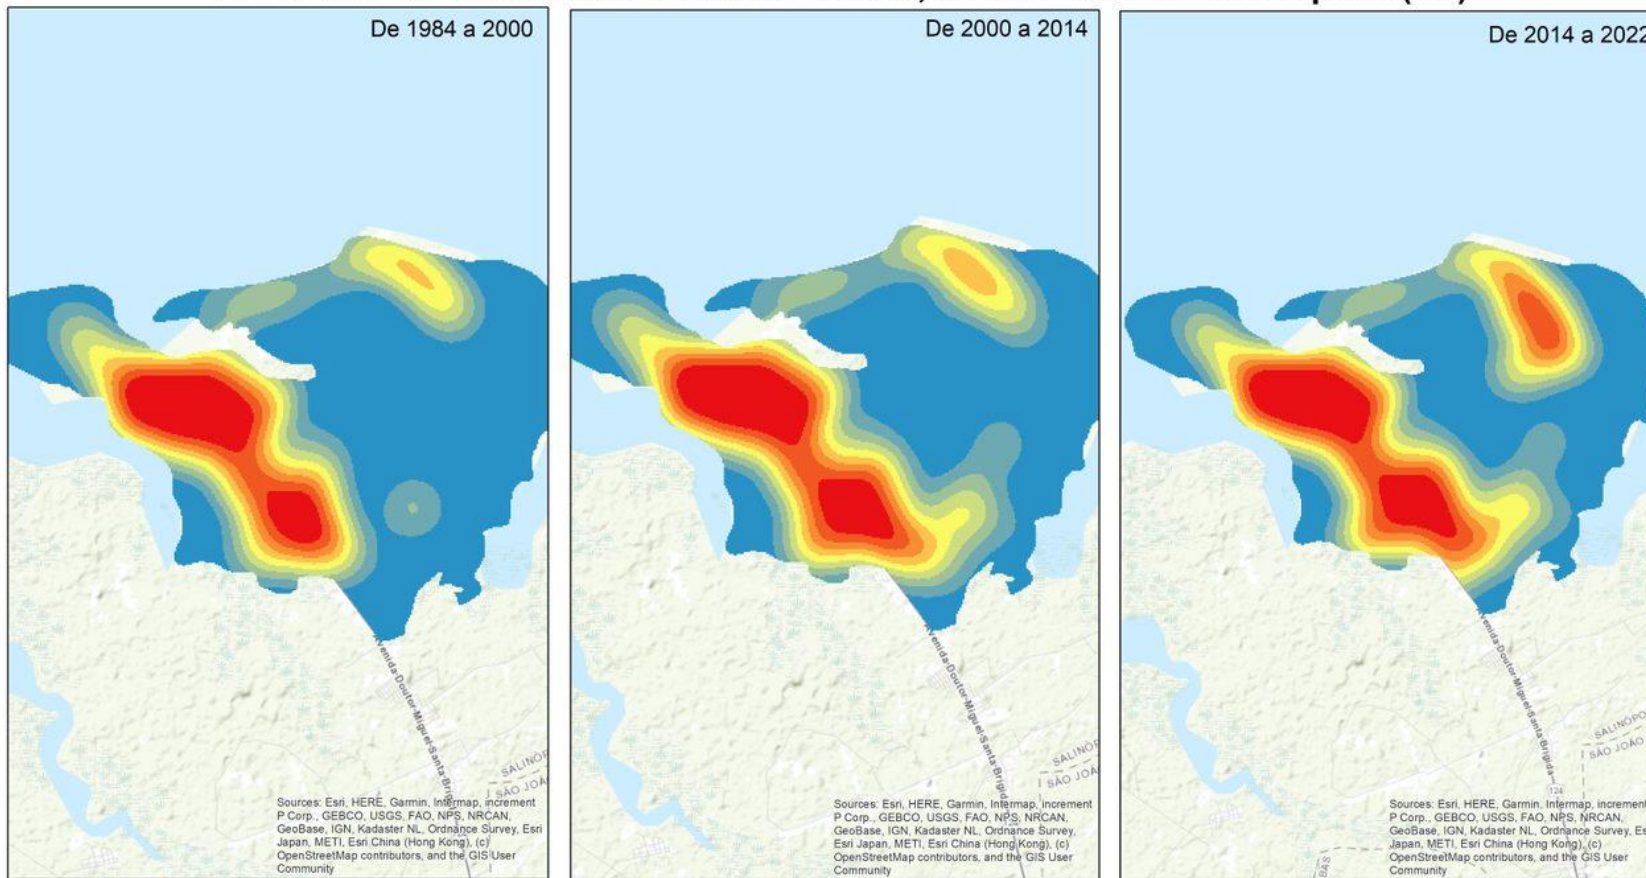 De 1984 a 2000
De 2000 a 2014
De 2014 a 2022
Avenida Doutor Miguel Santa Brigida
SALINÓP
SÃO JOÃ
Sources: Esri, HERE, Garmin, Intermap, increment
P Corp., GEBCO, USGS, FAO, NPS, NRCAN,
GeoBase, IGN, Kadaster NL, Ordnance Survey, Esri
Japan, METI, Esri China (Hong Kong), (c)
OpenStreetMap contributors, and the GIS User
Community
Avenida Doutor Miguel Santa Brigida
SALINÓP
SÃO JOÃ
Sources: Esri, HERE, Garmin, Intermap, increment
P Corp., GEBCO, USGS, FAO, NPS, NRCAN,
GeoBase, IGN, Kadaster NL, Ordnance Survey,
Esri Japan, METI, Esri China (Hong Kong), (c)
OpenStreetMap contributors, and the GIS User
Community
Avenida Doutor Miguel Santa Brigida
SALINÓPO
SÃO JOÃO
124
BAS
Sources: Esri, HERE, Garmin, Intermap, increment
P Corp., GEBCO, USGS, FAO, NPS, NRCAN,
GeoBase, IGN, Kadaster NL, Ordnance Survey, Es
Japan, METI, Esri China (Hong Kong), (c)
OpenStreetMap contributors, and the GIS User
Community